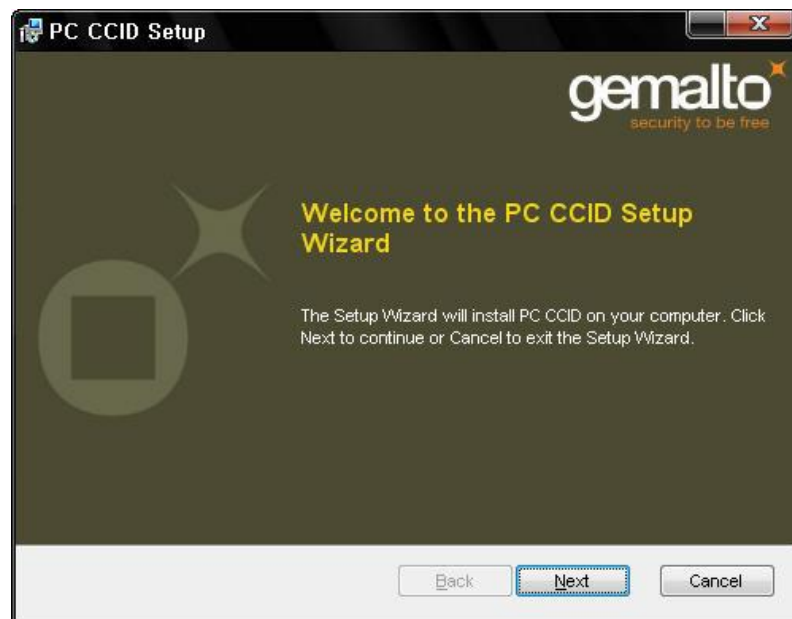 PC CCID Setup
gemalto
security to be free
Welcome to the PC CCID Setup
Wizard
The Setup Wizard will install PC CCID on your computer. Click
Next to continue or Cancel to exit the Setup Wizard.
Back Next Cancel